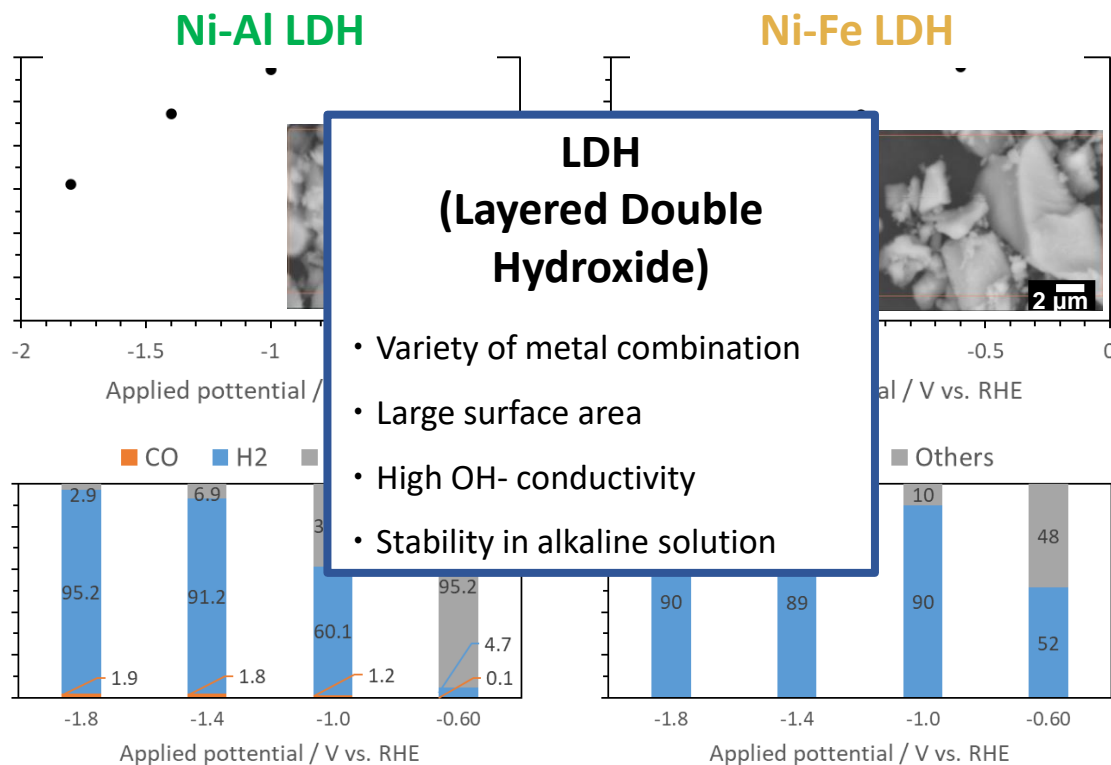 Ni-Al LDH
Ni-Fe LDH
LDH
(Layered Double
Hydroxide)
・Variety of metal combination
・Large surface area
・High OH- conductivity
・Stability in alkaline solution
2 µm
-2 -1.5 -1
Applied pottential /
-0.5 0
/ V vs. RHE
CO H2
Others
2.9 6.9
95.2 91.2 60.1 95.2
4.7
1.9 1.8 1.2 0.1
-1.8 -1.4 -1.0 -0.60
Applied pottential / V vs. RHE
10
48
90 89 90
52
-1.8 -1.4 -1.0 -0.60
Applied pottential / V vs. RHE